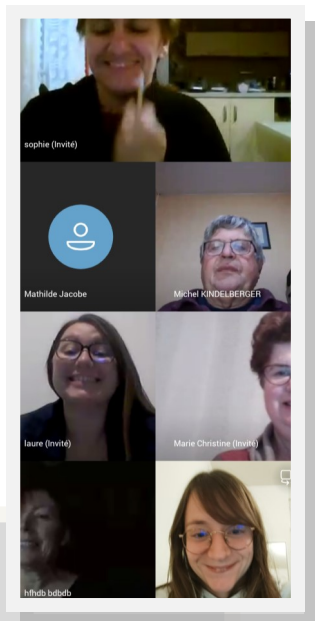 sophie (Invité)
Mathilde Jacobe
Michel KINDELBERGER
laure (Invité)
Marie Christine (Invité)
hfhdb bdbdb